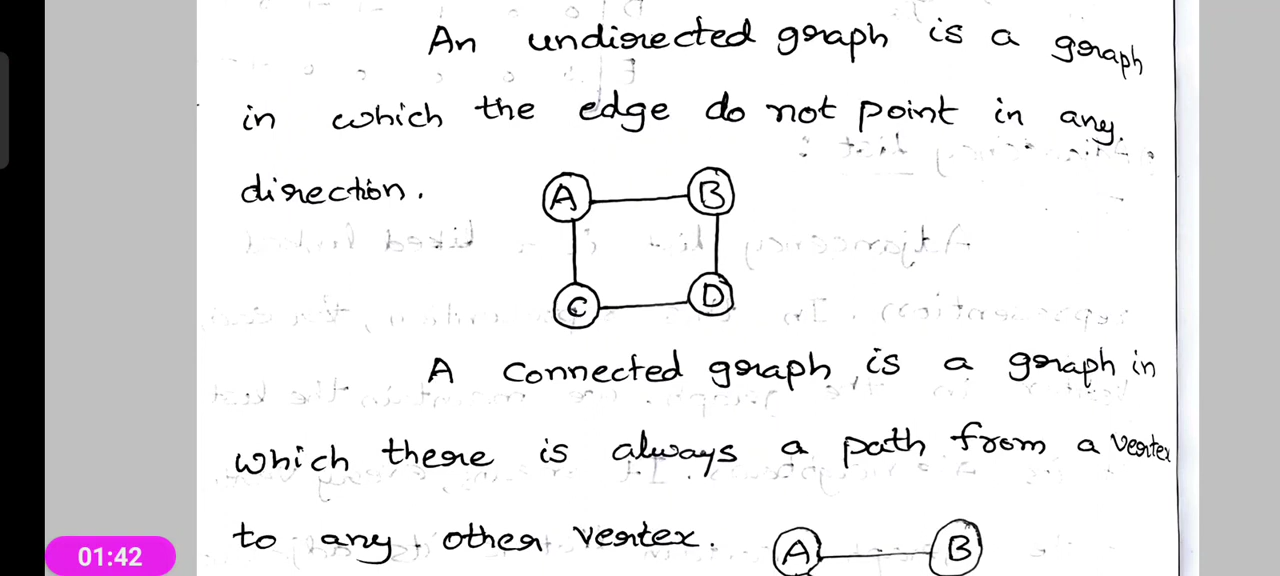 An undirected graph is a graph
in which the edge do not point in any
direction.
A B
C D
A connected graph is a graph in
which there is always a path from a vertex
to any other vertex.
A B
01:42